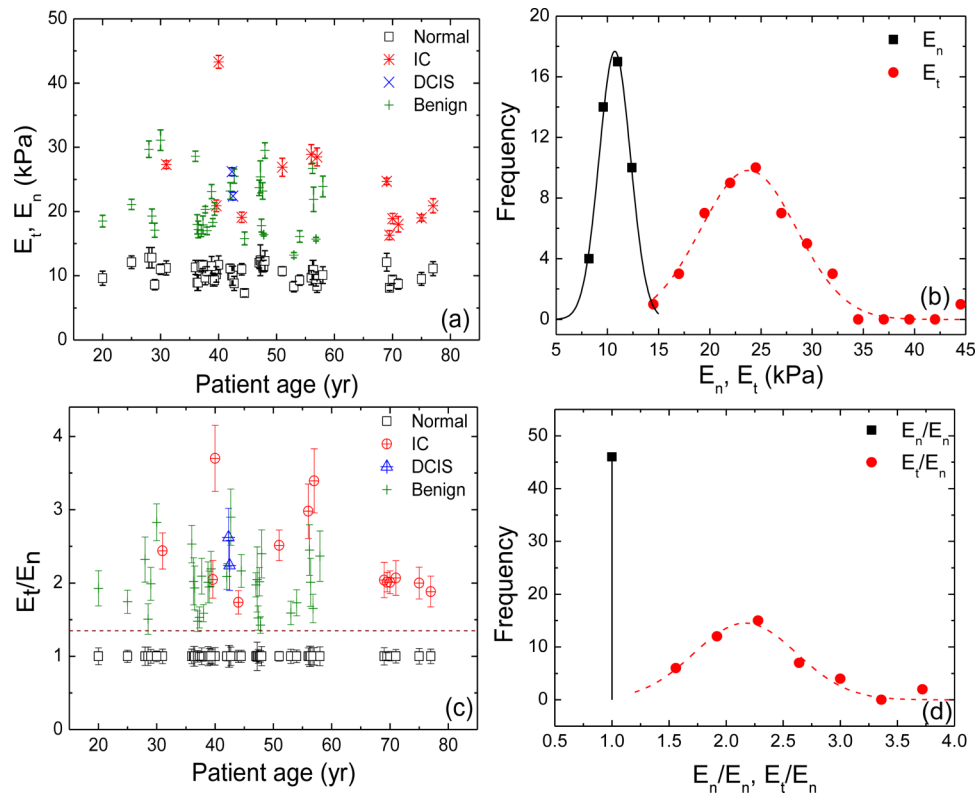 50
40
30
20
10
0
E_t, E_n (kPa)
Normal
IC
DCIS
Benign
(a)
20 30 40 50 60 70 80
Patient age (yr)
20
16
12
8
4
0
Frequency
E_n
E_t
(b)
5 10 15 20 25 30 35 40 45
E_n, E_t (kPa)
4
3
2
1
0
E_t/E_n
Normal
IC
DCIS
Benign
(c)
20 30 40 50 60 70 80
Patient age (yr)
50
40
30
20
10
0
Frequency
E_n/E_n
E_t/E_n
(d)
0.5 1.0 1.5 2.0 2.5 3.0 3.5 4.0
E_n/E_n, E_t/E_n